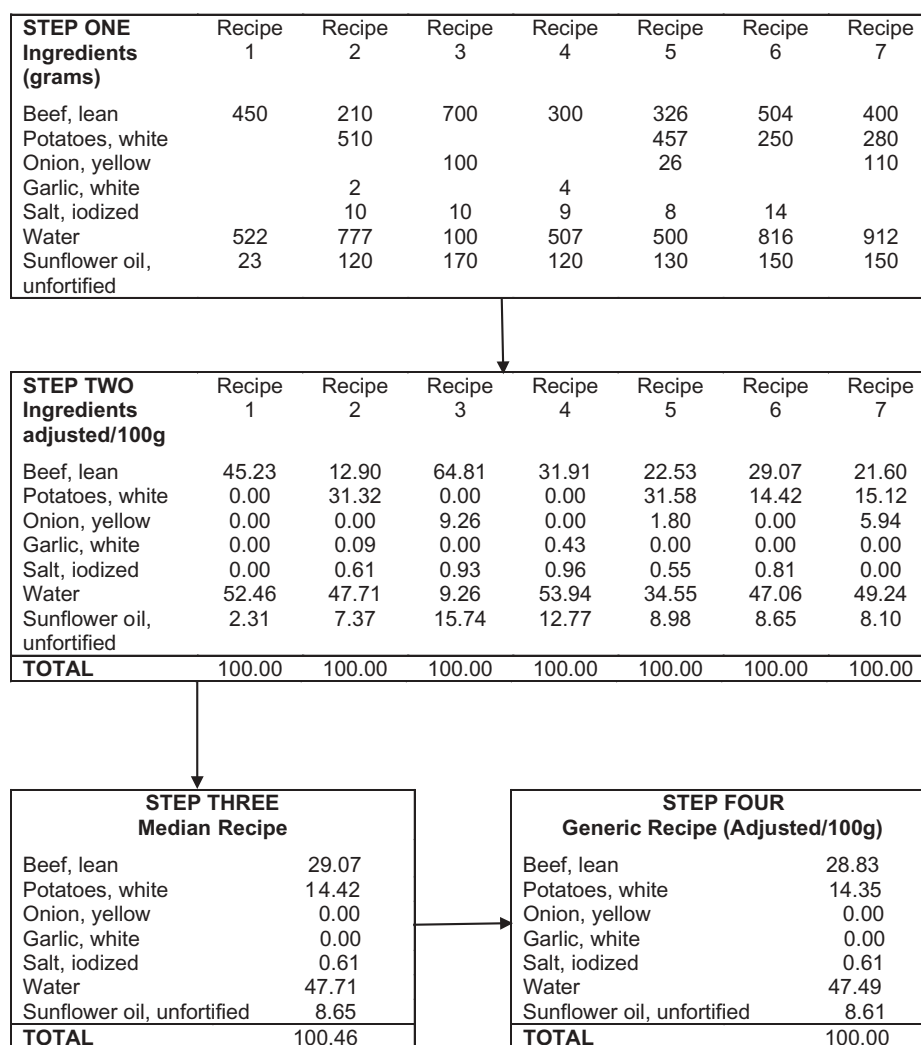 STEP ONE Recipe Recipe Recipe Recipe Recipe Recipe Recipe
Ingredients 1 2 3 4 5 6 7
(grams)
Beef, lean 450 210 700 300 326 504 400
Potatoes, white 510 457 250 280
Onion, yellow 100 26 110
Garlic, white 2 4
Salt, iodized 10 10 9 8 14
Water 522 777 100 507 500 816 912
Sunflower oil, 23 120 170 120 130 150 150
unfortified
STEP TWO Recipe Recipe Recipe Recipe Recipe Recipe Recipe
Ingredients 1 2 3 4 5 6 7
adjusted/100g
Beef, lean 45.23 12.90 64.81 31.91 22.53 29.07 21.60
Potatoes, white 0.00 31.32 0.00 0.00 31.58 14.42 15.12
Onion, yellow 0.00 0.00 9.26 0.00 1.80 0.00 5.94
Garlic, white 0.00 0.09 0.00 0.43 0.00 0.00 0.00
Salt, iodized 0.00 0.61 0.93 0.96 0.55 0.81 0.00
Water 52.46 47.71 9.26 53.94 34.55 47.06 49.24
Sunflower oil, 2.31 7.37 15.74 12.77 8.98 8.65 8.10
unfortified
TOTAL 100.00 100.00 100.00 100.00 100.00 100.00 100.00
STEP THREE
Median Recipe
Beef, lean 29.07
Potatoes, white 14.42
Onion, yellow 0.00
Garlic, white 0.00
Salt, iodized 0.61
Water 47.71
Sunflower oil, unfortified 8.65
TOTAL 100.46
STEP FOUR
Generic Recipe (Adjusted/100g)
Beef, lean 28.83
Potatoes, white 14.35
Onion, yellow 0.00
Garlic, white 0.00
Salt, iodized 0.61
Water 47.49
Sunflower oil, unfortified 8.61
TOTAL 100.00